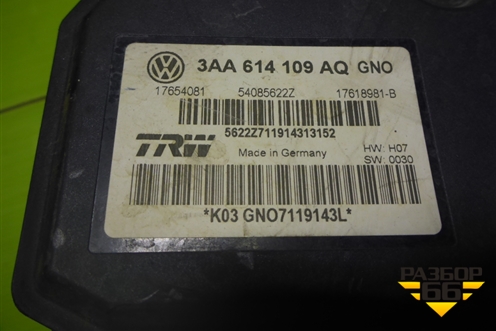 3AA 614 109 AQ GNO
17654081 54085622Z 17618981-B
5622Z711914313152
TRW Made in Germany HW: H07
SW: 0030
*K03 GNO7119143L*
РАЗБОР
66